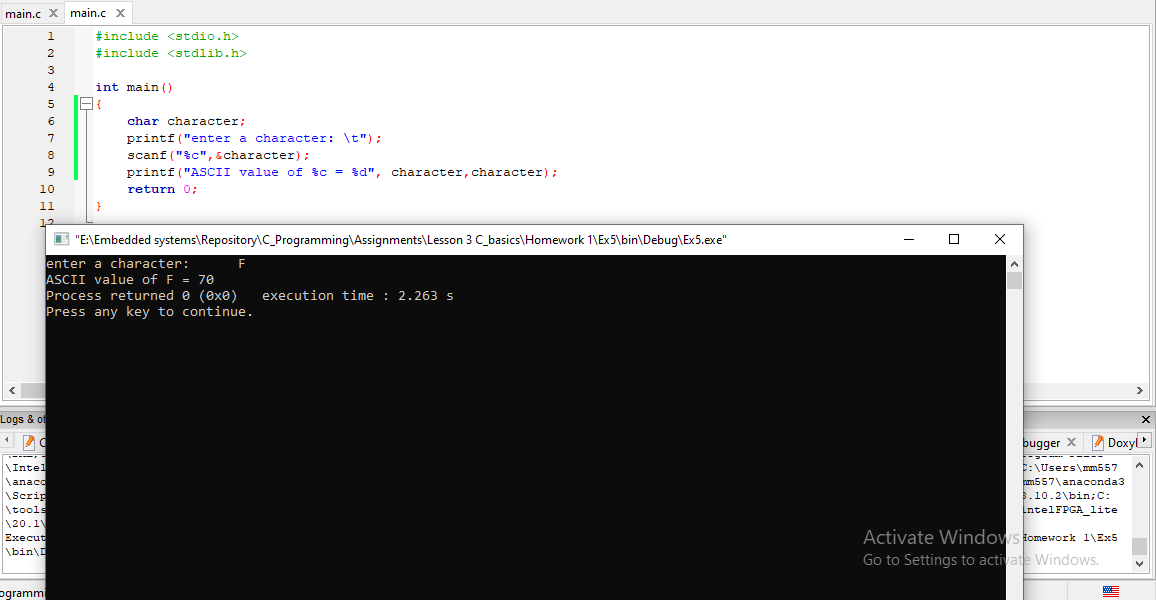 main.c main.c
1 #include <stdio.h>
2 #include <stdlib.h>
3
4 int main()
5 {
6 char character;
7 printf("enter a character: \t");
8 scanf("%c",&character);
9 printf("ASCII value of %c = %d", character,character);
10 return 0;
11 }
12
"E:\Embedded systems\Repository\C_Programming\Assignments\Lesson 3 C_basics\Homework 1\Ex5\bin\Debug\Ex5.exe"
enter a character: F
ASCII value of F = 70
Process returned 0 (0x0) execution time : 2.263 s
Press any key to continue.
Logs & ot
C bugger Doxyl
\Intel C:\Users\mm557
\anaco mm557\anaconda3
\Scrip 3.10.2\bin;C:
\tools intelFPGA_lite
\20.1\
Execut Homework 1\Ex5
\bin\D
Activate Windows
Go to Settings to activate Windows.
ogrammi